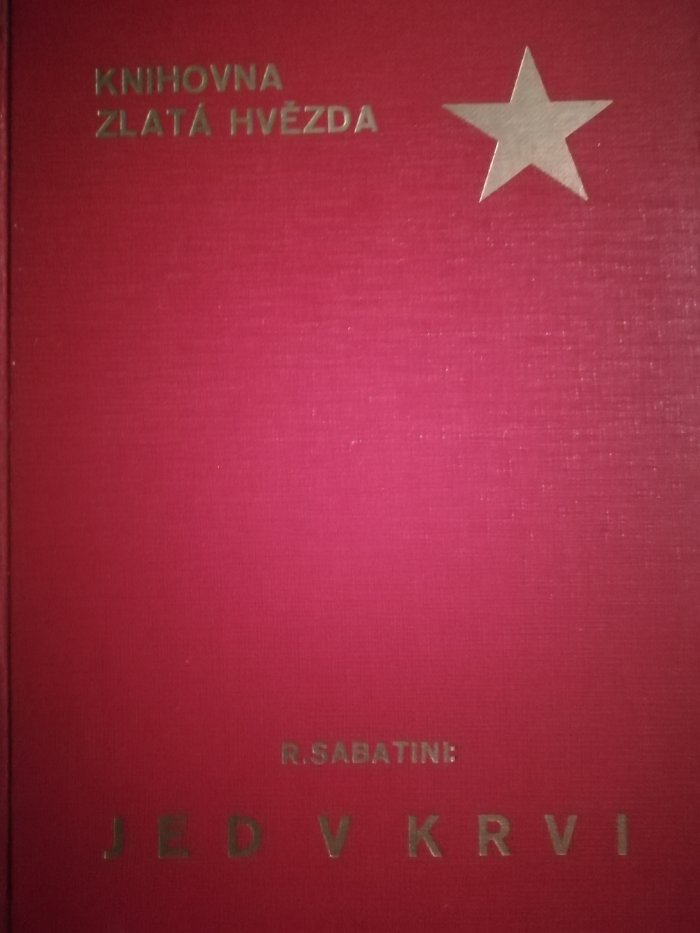 KNIHOVNA
ZLATÁ HVĚZDA
R. SABATINI:
JED V KRVI